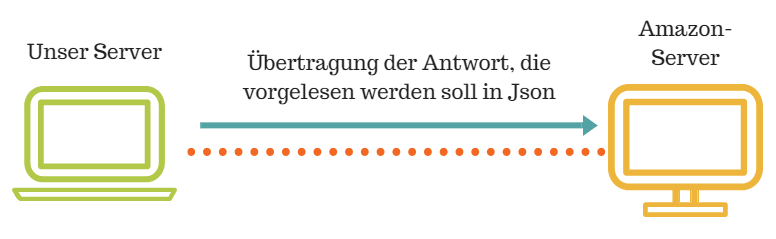 Unser Server
Übertragung der Antwort, die
vorgelesen werden soll in Json
Amazon-
Server